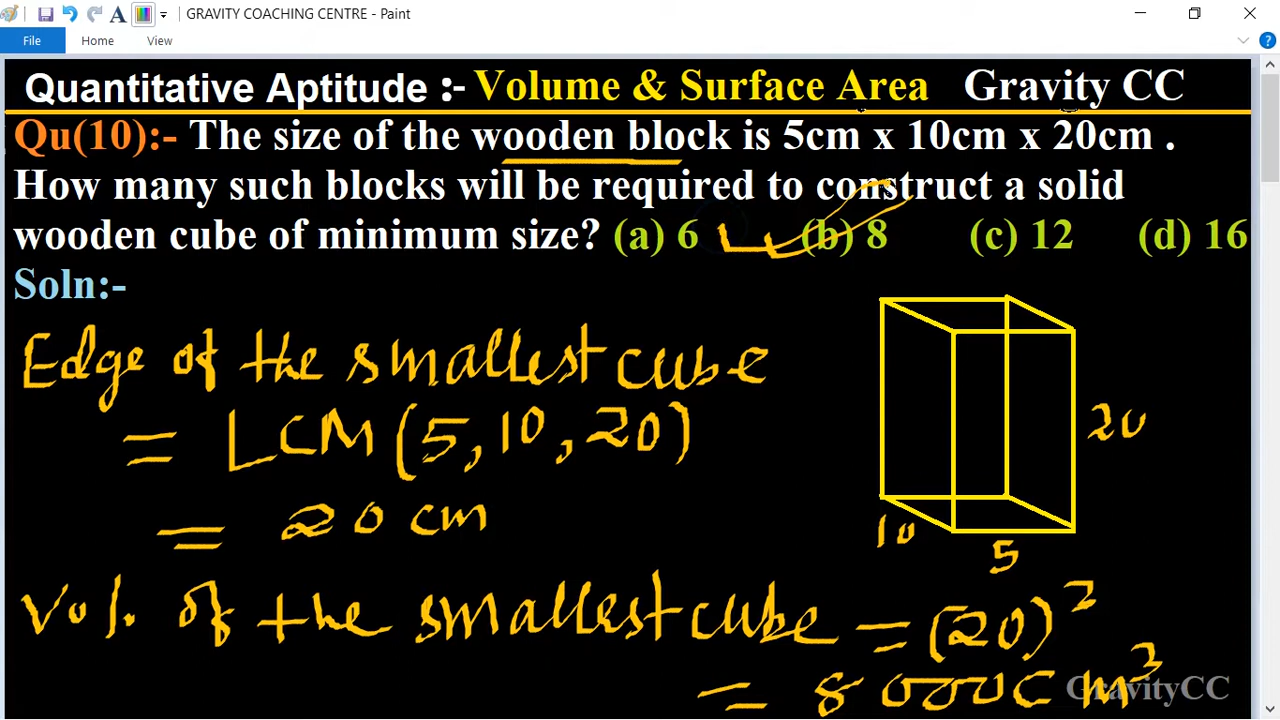 GRAVITY COACHING CENTRE - Paint
File Home View
Quantitative Aptitude :- Volume & Surface Area Gravity CC
Qu(10):- The size of the wooden block is 5cm x 10cm x 20cm .
How many such blocks will be required to construct a solid
wooden cube of minimum size? (a) 6 (b) 8 (c) 12 (d) 16
Soln:-
Edge of the smallest cube
= LCM (5, 10, 20)
= 20 cm
20
10
5
Vol. of the smallest cube = (20)³
= 8000 cm³
GravityCC